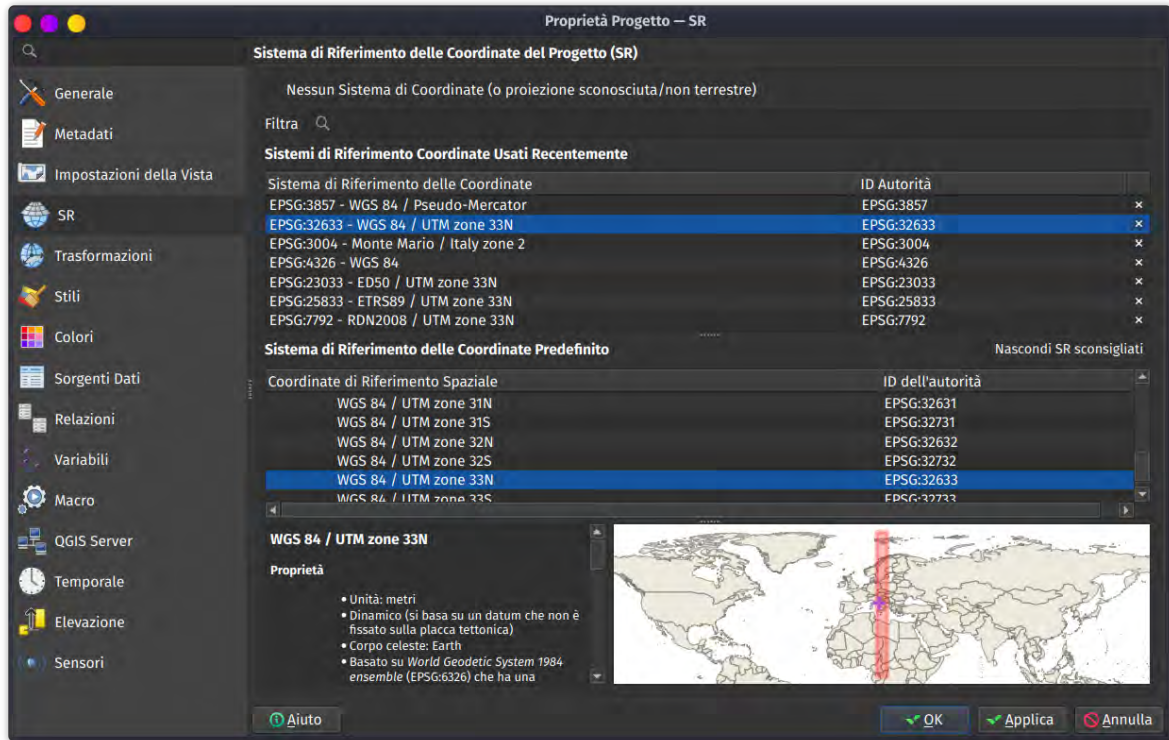 Proprietà Progetto — SR
Sistema di Riferimento delle Coordinate del Progetto (SR)
Nessun Sistema di Coordinate (o proiezione sconosciuta/non terrestre)
Filtra
Sistemi di Riferimento Coordinate Usati Recentemente
Sistema di Riferimento delle Coordinate ID Autorità
EPSG:3857 - WGS 84 / Pseudo-Mercator EPSG:3857
EPSG:32633 - WGS 84 / UTM zone 33N EPSG:32633
EPSG:3004 - Monte Mario / Italy zone 2 EPSG:3004
EPSG:4326 - WGS 84 EPSG:4326
EPSG:23033 - ED50 / UTM zone 33N EPSG:23033
EPSG:25833 - ETRS89 / UTM zone 33N EPSG:25833
EPSG:7792 - RDN2008 / UTM zone 33N EPSG:7792
Sistema di Riferimento delle Coordinate Predefinito Nascondi SR sconsigliati
Coordinate di Riferimento Spaziale ID dell'autorità
WGS 84 / UTM zone 31N EPSG:32631
WGS 84 / UTM zone 31S EPSG:32731
WGS 84 / UTM zone 32N EPSG:32632
WGS 84 / UTM zone 32S EPSG:32732
WGS 84 / UTM zone 33N EPSG:32633
WGS 84 / UTM zone 33S EPSG:32733
WGS 84 / UTM zone 33N
Proprietà
• Unità: metri
• Dinamico (si basa su un datum che non è
fissato sulla placca tettonica)
• Corpo celeste: Earth
• Basato su World Geodetic System 1984
ensemble (EPSG:6326) che ha una
Generale
Metadati
Impostazioni della Vista
SR
Trasformazioni
Stili
Colori
Sorgenti Dati
Relazioni
Variabili
Macro
QGIS Server
Temporale
Elevazione
Sensori
Aiuto
OK
Applica
Annulla